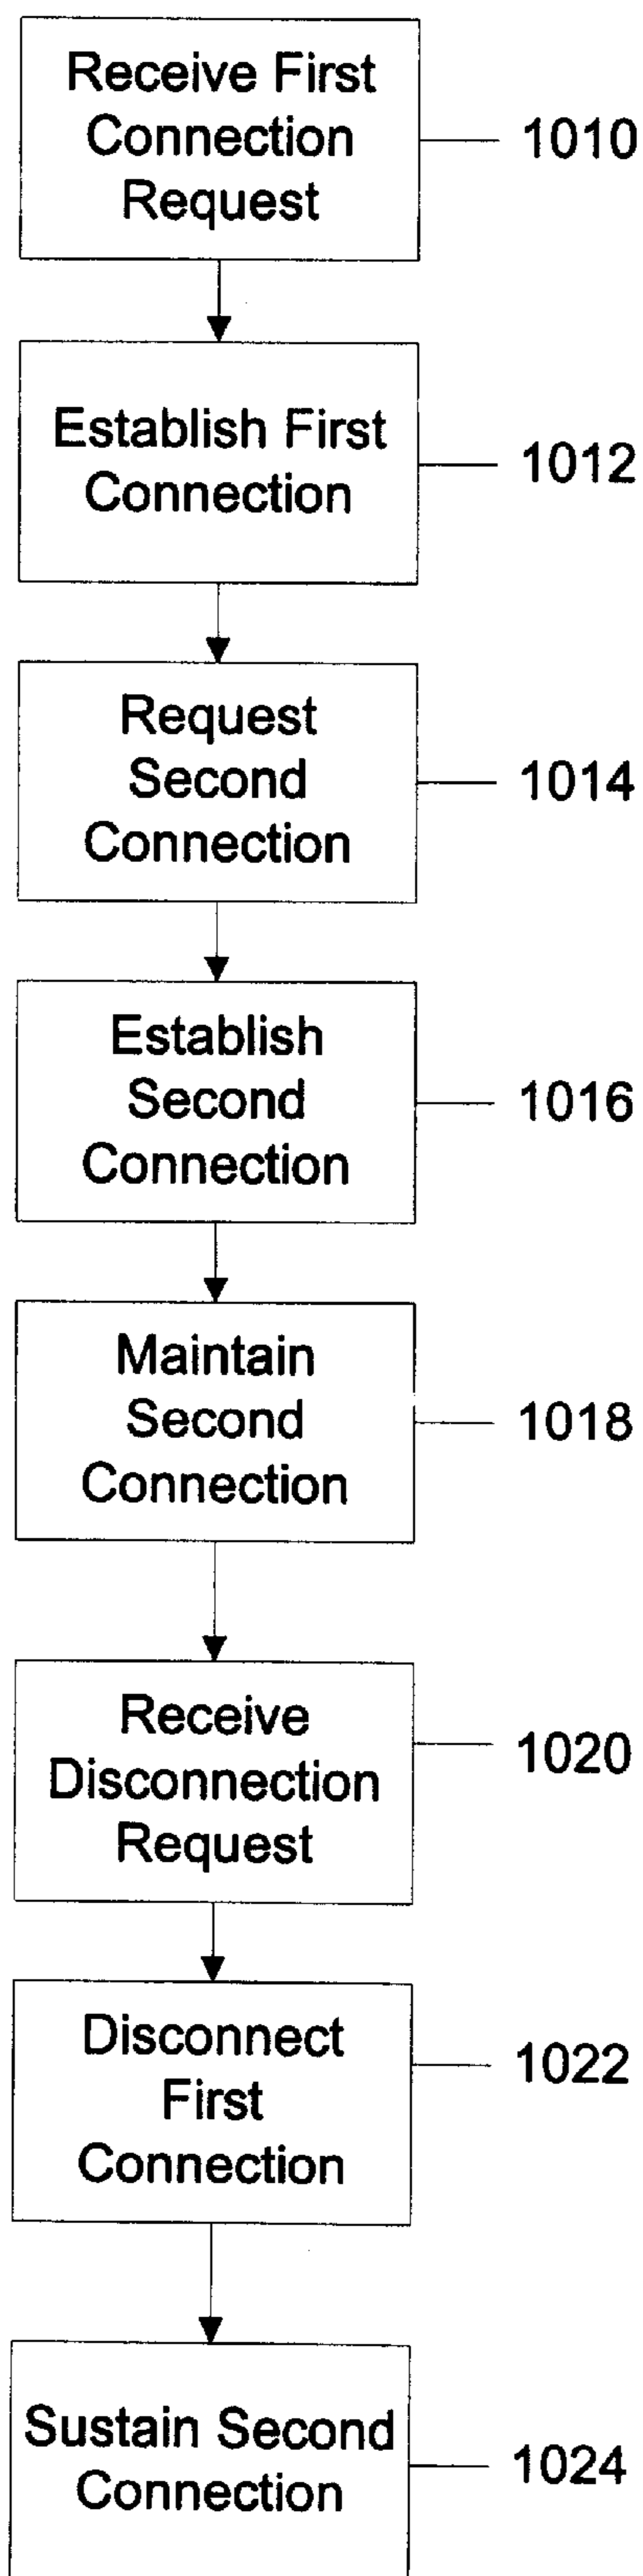 Receive First
Connection
Request
1010
Establish First
Connection
1012
Request
Second
Connection
1014
Establish
Second
Connection
1016
Maintain
Second
Connection
1018
Receive
Disconnection
Request
1020
Disconnect
First
Connection
1022
Sustain Second
Connection
1024